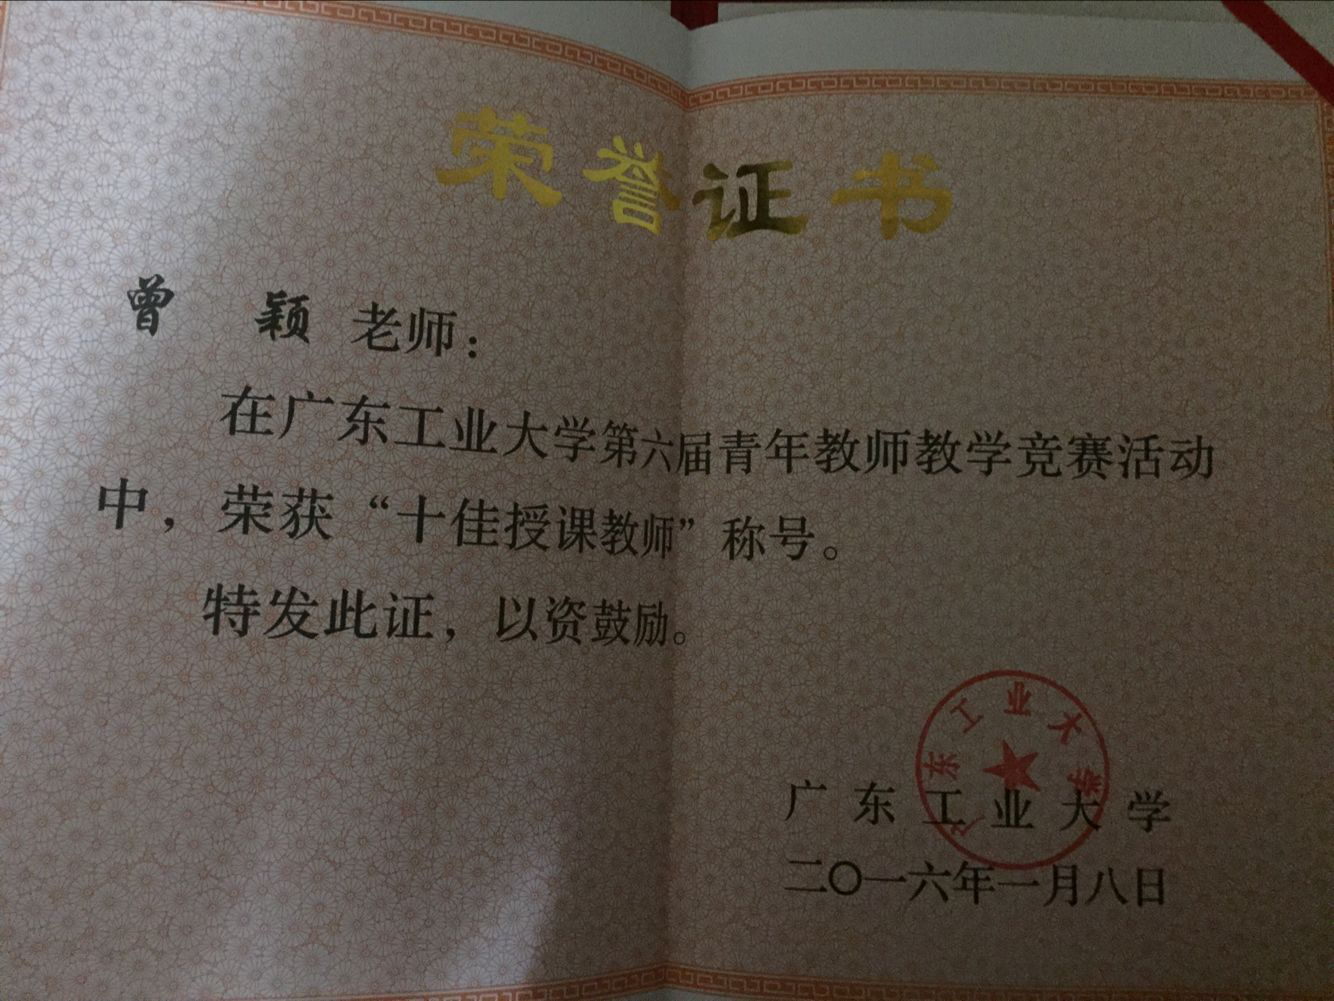 荣誉证书
曾 颖 老师：
在广东工业大学第六届青年教师教学竞赛活动
中，荣获“十佳授课教师”称号。
特发此证，以资鼓励。
广东工业大学
广东工业大学
二〇一六年一月八日